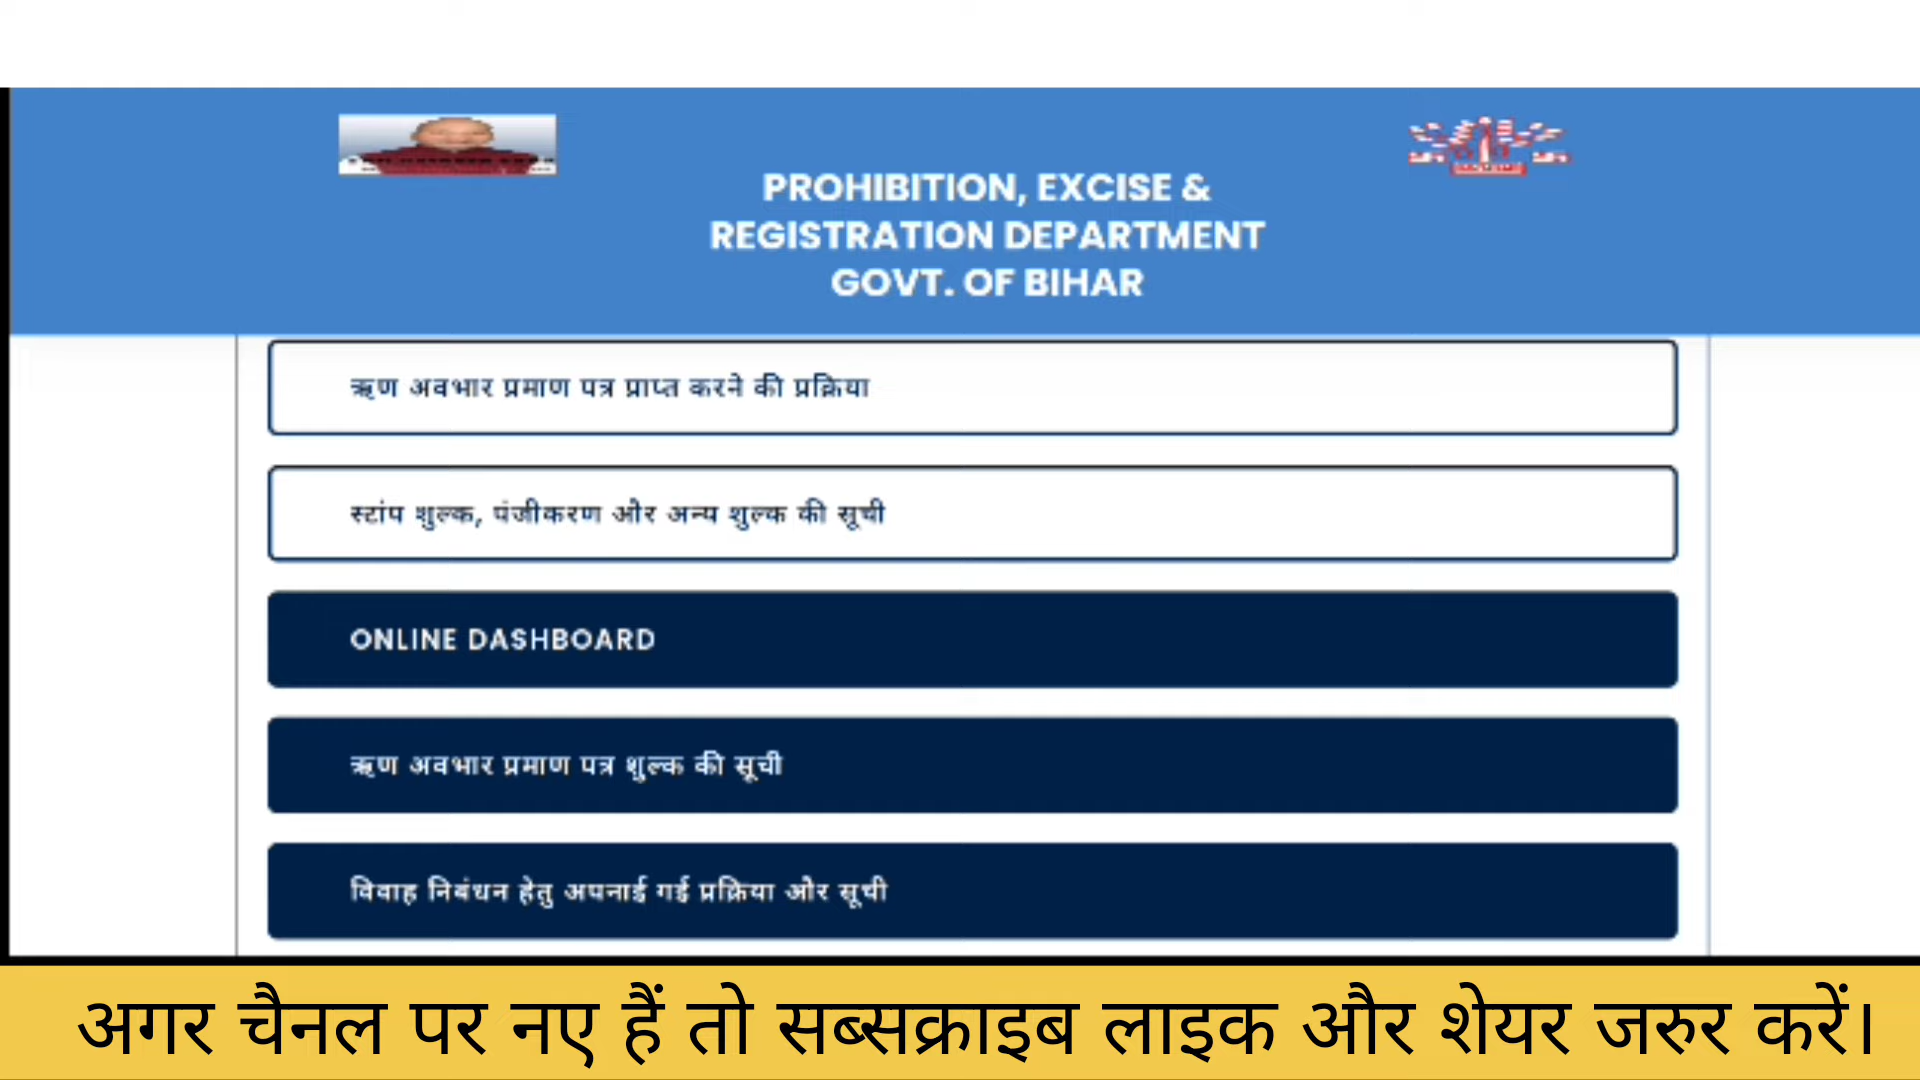 PROHIBITION, EXCISE &
REGISTRATION DEPARTMENT
GOVT. OF BIHAR
ऋण अवभार प्रमाण पत्र प्राप्त करने की प्रक्रिया
स्टांप शुल्क, पंजीकरण और अन्य शुल्क की सूची
ONLINE DASHBOARD
ऋण अवभार प्रमाण पत्र शुल्क की सूची
विवाह निबंधन हेतु अपनाई गई प्रक्रिया और सूची
अगर चैनल पर नए हैं तो सब्सक्राइब लाइक और शेयर जरुर करें।